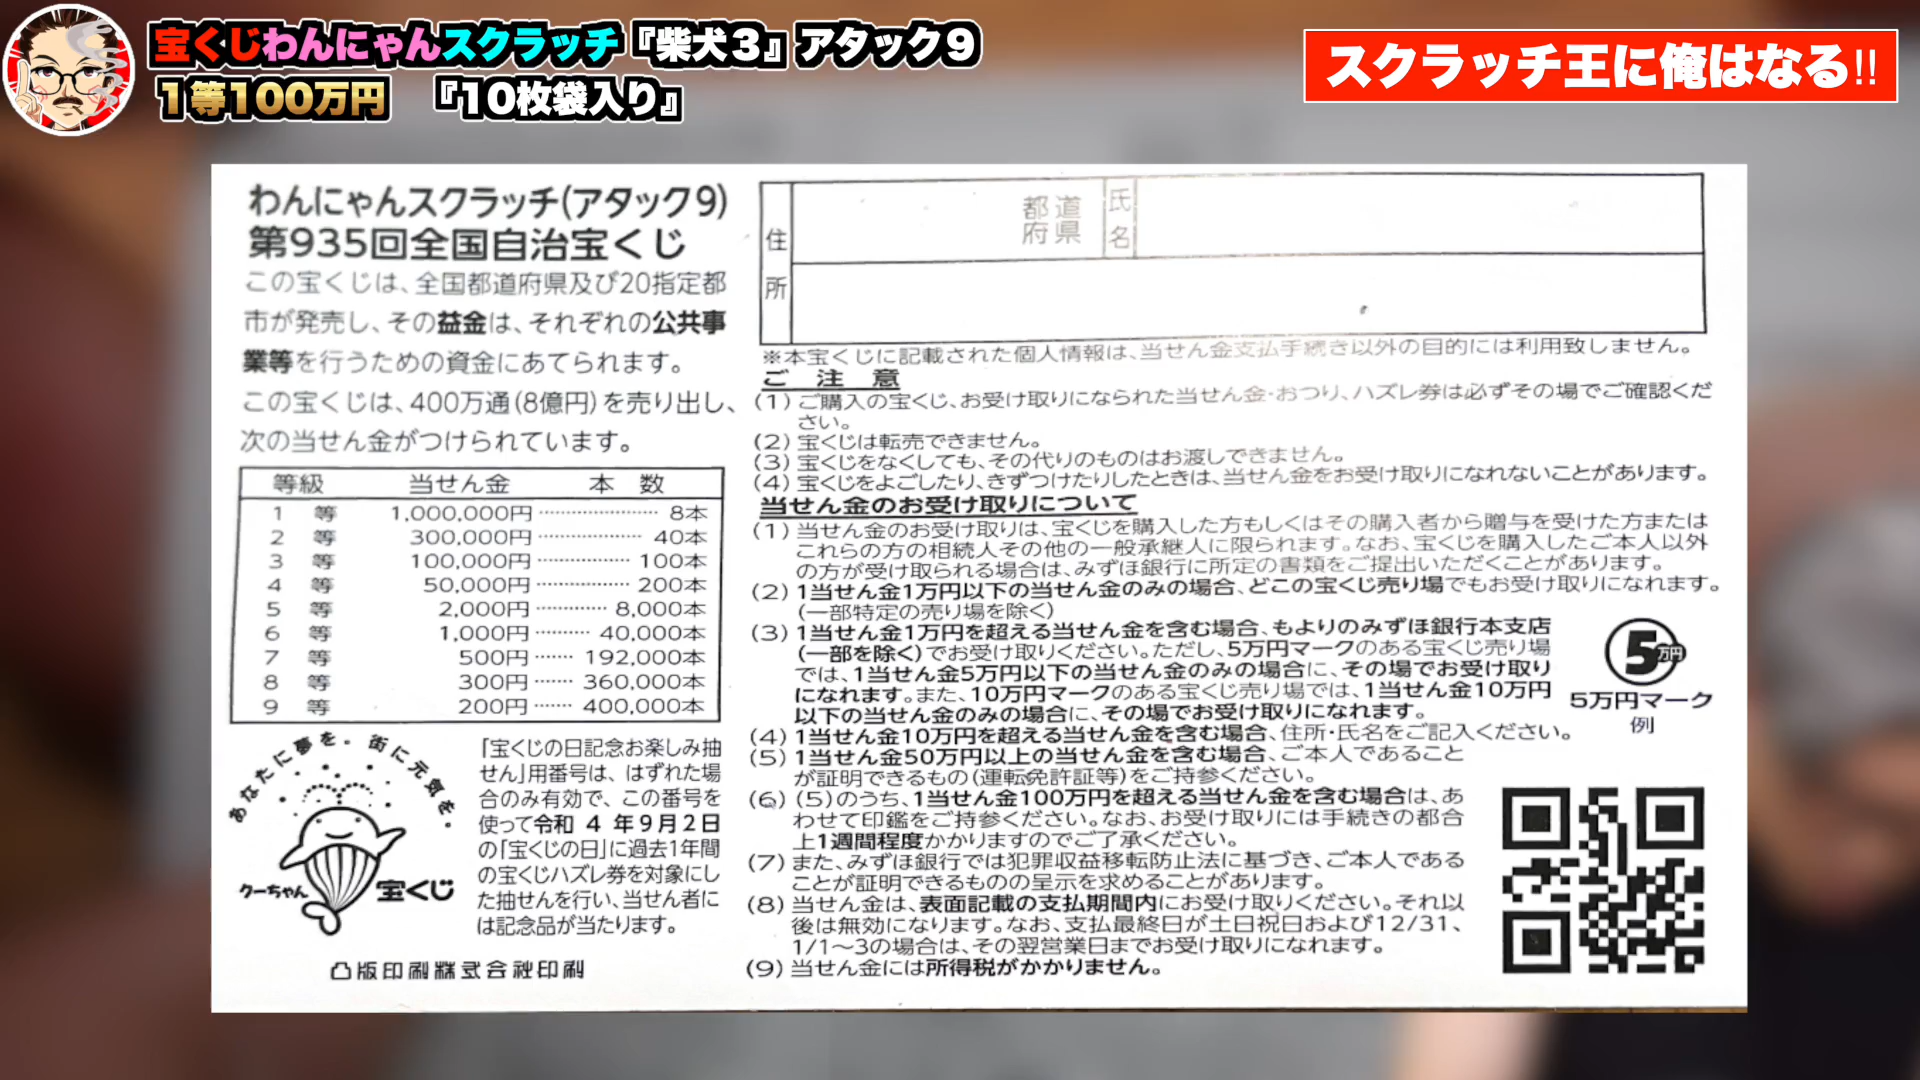 宝くじわんにゃんスクラッチ『柴犬3』アタック9
1等100万円 『10枚袋入り』
スクラッチ王に俺はなる!!
わんにゃんスクラッチ(アタック9)
第935回全国自治宝くじ
この宝くじは、全国都道府県及び20指定都
市が発売し、その益金は、それぞれの公共事
業等を行うための資金にあてられます。
この宝くじは、400万通(8億円)を売り出し、
次の当せん金がつけられています。
等級 当せん金 本 数
1 等 1,000,000円 ………………… 8本
2 等 300,000円 ……………… 40本
3 等 100,000円 …………… 100本
4 等 50,000円 …………… 200本
5 等 2,000円 ………… 8,000本
6 等 1,000円 ……… 40,000本
7 等 500円 …… 192,000本
8 等 300円 …… 360,000本
9 等 200円 …… 400,000本
あなたに夢を。街に元気を。
クーちゃん 宝くじ
「宝くじの日記念お楽しみ抽
せん」用番号は、はずれた場
合のみ有効で、この番号を
使って令和 4 年9月2日
の「宝くじの日」に過去1年間
の宝くじハズレ券を対象にし
た抽せんを行い、当せん者に
は記念品が当たります。
凸版印刷株式会社印刷
住所
都道府県
氏名
※本宝くじに記載された個人情報は、当せん金支払手続き以外の目的には利用致しません。
ご 注 意
(1) ご購入の宝くじ、お受け取りになられた当せん金・おつり、ハズレ券は必ずその場でご確認くだ
さい。
(2) 宝くじは転売できません。
(3) 宝くじをなくしても、その代りのものはお渡しできません。
(4) 宝くじをよごしたり、きずつけたりしたときは、当せん金をお受け取りになれないことがあります。
当せん金のお受け取りについて
(1) 当せん金のお受け取りは、宝くじを購入した方もしくはその購入者から贈与を受けた方または
これらの方の相続人その他の一般承継人に限られます。なお、宝くじを購入したご本人以外
の方が受け取られる場合は、みずほ銀行に所定の書類をご提出いただくことがあります。
(2) 1当せん金1万円以下の当せん金のみの場合、どこの宝くじ売り場でもお受け取りになれます。
(一部特定の売り場を除く)
(3) 1当せん金1万円を超える当せん金を含む場合、もよりのみずほ銀行本支店
(一部を除く)でお受け取りください。ただし、5万円マークのある宝くじ売り場
では、1当せん金5万円以下の当せん金のみの場合に、その場でお受け取り
になれます。また、10万円マークのある宝くじ売り場では、1当せん金10万円
以下の当せん金のみの場合に、その場でお受け取りになれます。
(4) 1当せん金10万円を超える当せん金を含む場合、住所・氏名をご記入ください。
(5) 1当せん金50万円以上の当せん金を含む場合、ご本人であること
が証明できるもの(運転免許証等)をご持参ください。
(6) (5)のうち、1当せん金100万円を超える当せん金を含む場合は、あ
わせて印鑑をご持参ください。なお、お受け取りには手続きの都合
上1週間程度かかりますのでご了承ください。
(7) また、みずほ銀行では犯罪収益移転防止法に基づき、ご本人である
ことが証明できるものの呈示を求めることがあります。
(8) 当せん金は、表面記載の支払期間内にお受け取りください。それ以
後は無効になります。なお、支払最終日が土日祝日および12/31、
1/1〜3の場合は、その翌営業日までお受け取りになれます。
(9) 当せん金には所得税がかかりません。
5万円
5万円マーク
例